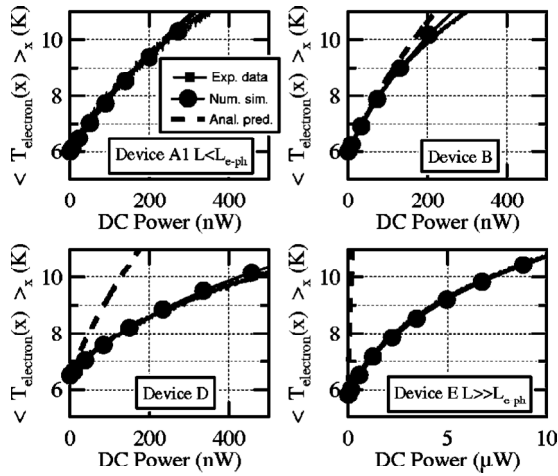 < T_electron(x) >_x (K)
10
8
6
Exp. data
Num. sim.
Anal. pred.
Device A1 L<L_e-ph
0 200 400
DC Power (nW)
< T_electron(x) >_x (K)
10
8
6
Device B
0 200 400
DC Power (nW)
< T_electron(x) >_x (K)
10
8
6
Device D
0 200 400
DC Power (nW)
< T_electron(x) >_x (K)
10
8
6
Device E L>>L_e ph
0 5 10
DC Power (μW)